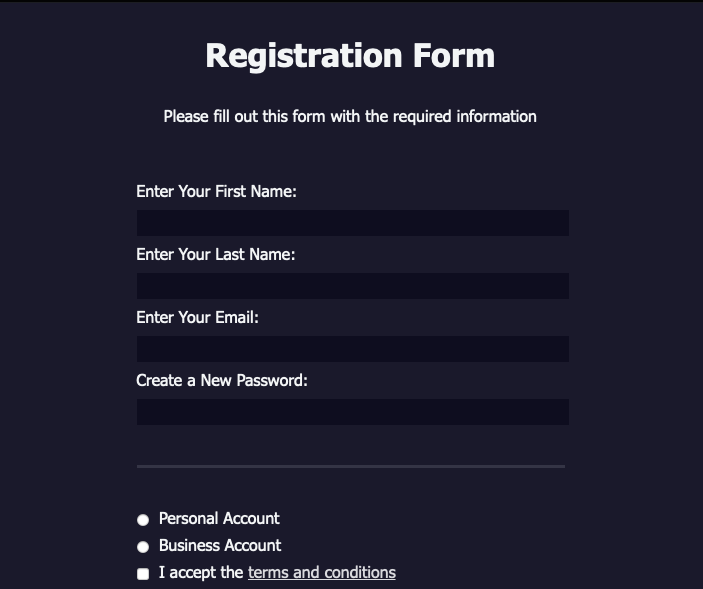 Registration Form
Please fill out this form with the required information
Enter Your First Name:
Enter Your Last Name:
Enter Your Email:
Create a New Password:
Personal Account
Business Account
I accept the terms and conditions